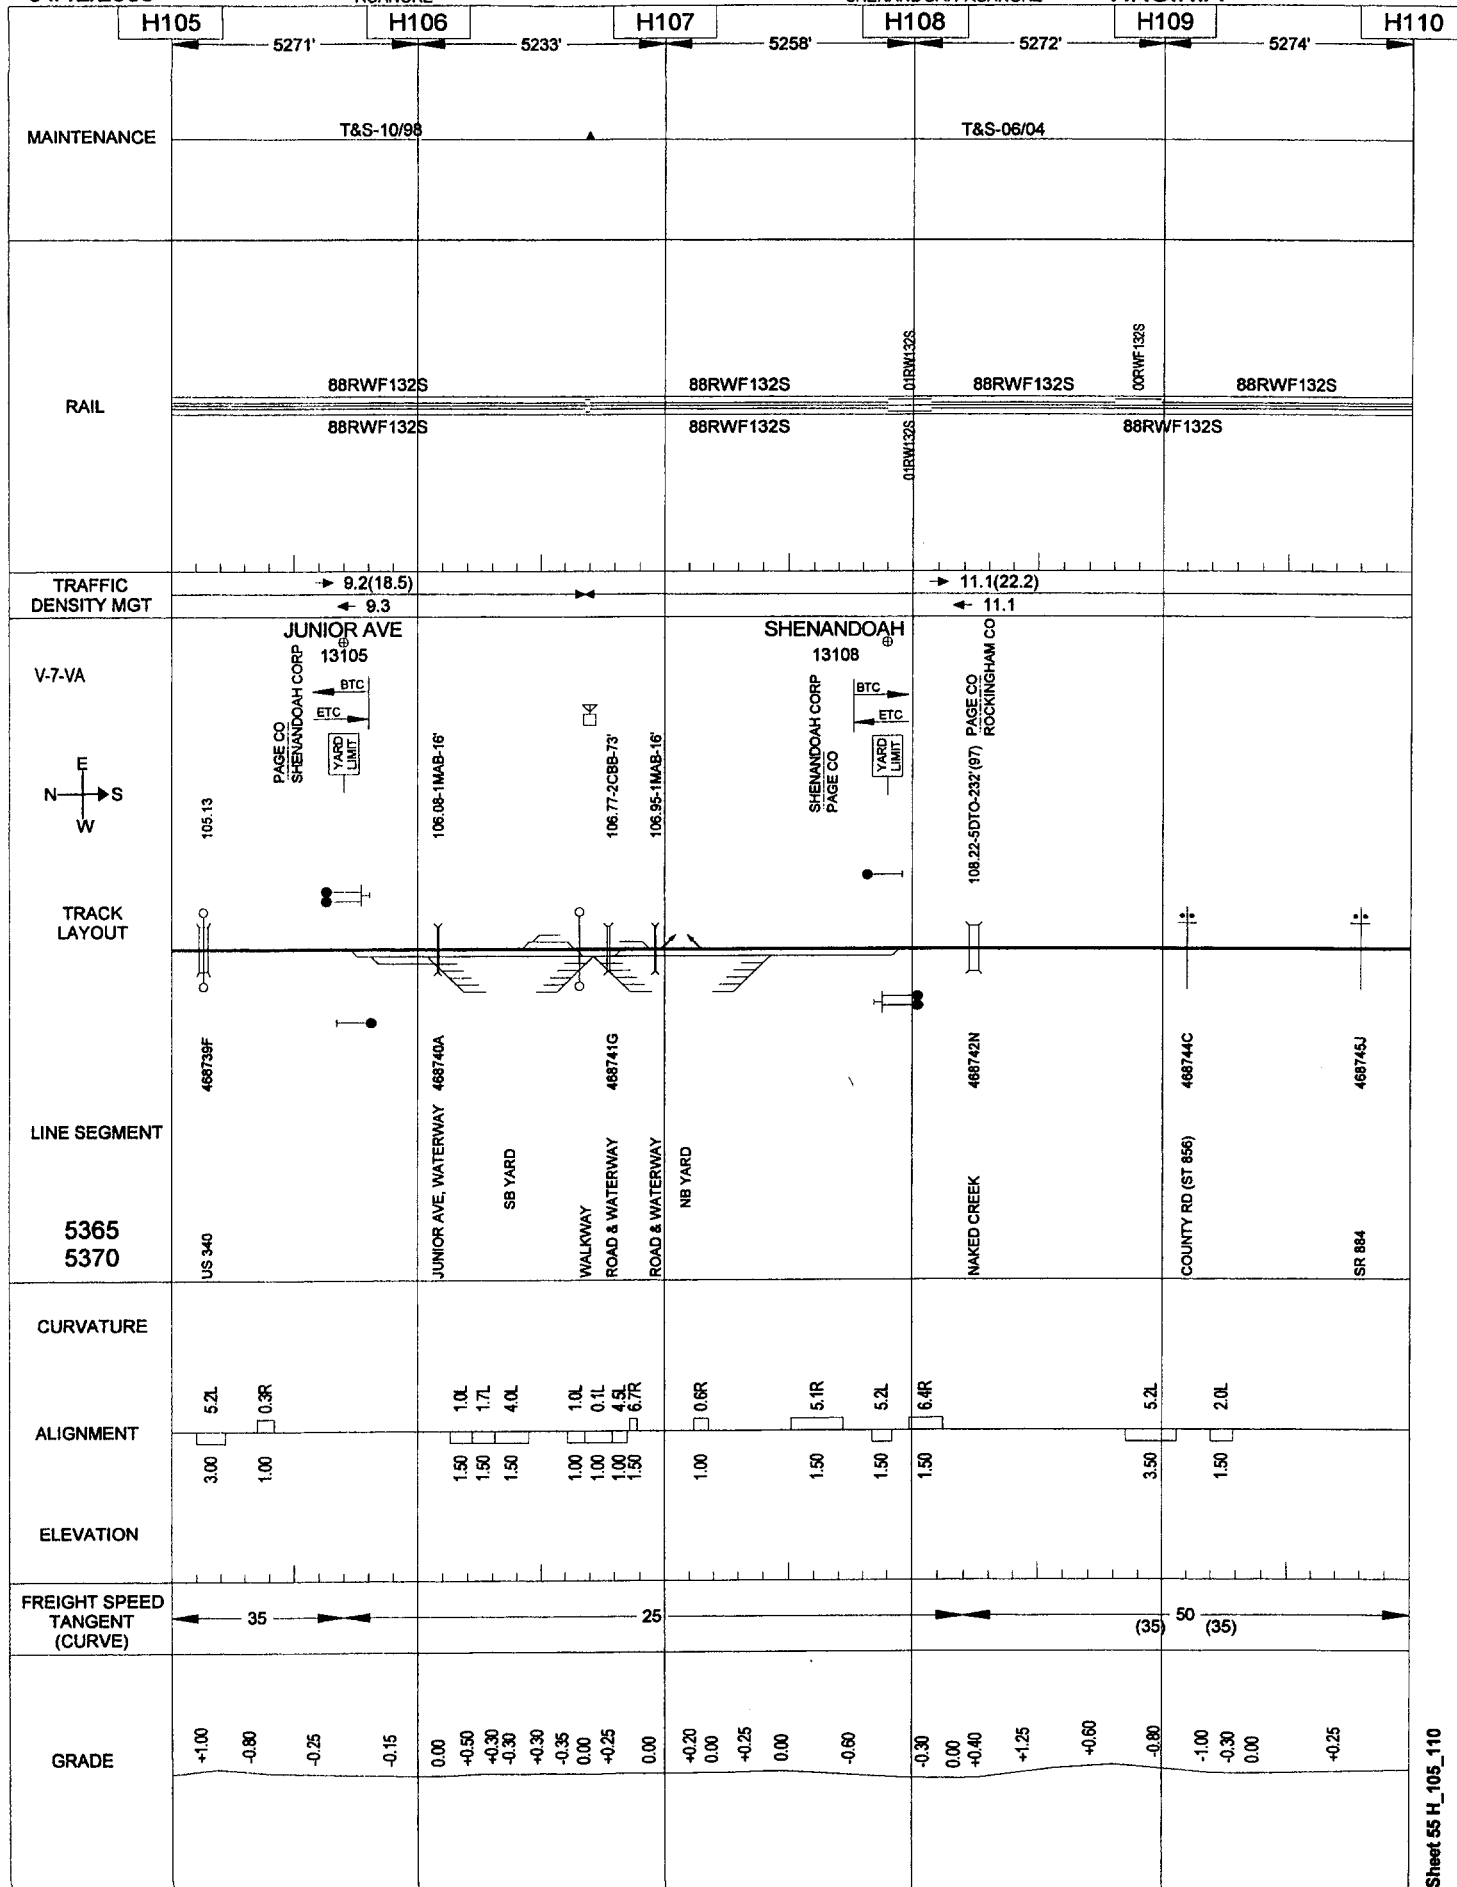 H105 H106 H107 H108 H109 H110
5271' 5233' 5258' 5272' 5274'
MAINTENANCE
T&S-10/98 T&S-06/04
RAIL
88RWF132S 88RWF132S 01RW132S 88RWF132S 00RWF132S 88RWF132S
88RWF132S 88RWF132S 01RW132S 88RWF132S
TRAFFIC
DENSITY MGT
9.2(18.5) 11.1(22.2)
9.3 11.1
V-7-VA
JUNIOR AVE
13105
PAGE CO
SHENANDOAH CORP
BTC
ETC
YARD
LIMIT
SHENANDOAH
13108
SHENANDOAH CORP
PAGE CO
BTC
ETC
YARD
LIMIT
PAGE CO
ROCKINGHAM CO
E
N S
W
105.13
106.08-1MAB-16'
106.77-2CBB-73'
106.95-1MAB-16'
108.22-5DTO-232'(97)
TRACK
LAYOUT
468739F
468740A
468741G
468742N
468744C
468745J
LINE SEGMENT
5365
5370
US 340
JUNIOR AVE, WATERWAY
SB YARD
WALKWAY
ROAD & WATERWAY
ROAD & WATERWAY
NB YARD
NAKED CREEK
COUNTY RD (ST 856)
SR 884
CURVATURE
5.2L 0.3R 1.0L 1.7L 4.0L 1.0L 0.1L 4.5L 6.7R 0.6R 5.1R 5.2L 6.4R 5.2L 2.0L
ALIGNMENT
3.00 1.00 1.50 1.50 1.50 1.00 1.00 1.00 1.50 1.00 1.50 1.50 1.50 3.50 1.50
ELEVATION
FREIGHT SPEED
TANGENT
(CURVE)
35 25 50
(35) (35)
GRADE
+1.00 -0.80 -0.25 -0.15 0.00 +0.50 +0.30 -0.30 +0.30 -0.35 0.00 +0.25 0.00 +0.20 0.00 +0.25 0.00 -0.60 -0.30 0.00 +0.40 +1.25 +0.60 -0.80 -1.00 -0.30 0.00 +0.25
Sheet 55 H_105_110